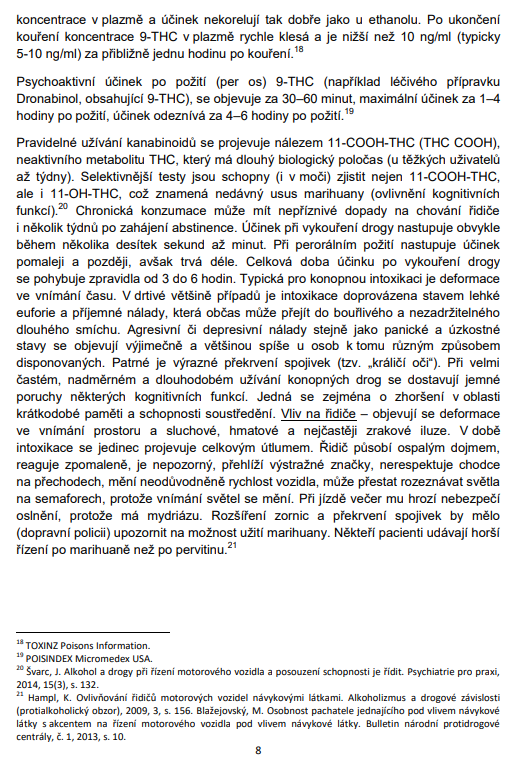 koncentrace v plazmě a účinek nekorelují tak dobře jako u ethanolu. Po ukončení
kouření koncentrace 9-THC v plazmě rychle klesá a je nižší než 10 ng/ml (typicky
5-10 ng/ml) za přibližně jednu hodinu po kouření.18
Psychoaktivní účinek po požití (per os) 9-THC (například léčivého přípravku
Dronabinol, obsahující 9-THC), se objevuje za 30–60 minut, maximální účinek za 1–4
hodiny po požití, účinek odeznívá za 4–6 hodiny po požití.19
Pravidelné užívání kanabinoidů se projevuje nálezem 11-COOH-THC (THC COOH),
neaktivního metabolitu THC, který má dlouhý biologický poločas (u těžkých uživatelů
až týdny). Selektivnější testy jsou schopny (i v moči) zjistit nejen 11-COOH-THC,
ale i 11-OH-THC, což znamená nedávný usus marihuany (ovlivnění kognitivních
funkcí).20 Chronická konzumace může mít nepříznivé dopady na chování řidiče
i několik týdnů po zahájení abstinence. Účinek při vykouření drogy nastupuje obvykle
během několika desítek sekund až minut. Při perorálním požití nastupuje účinek
pomaleji a později, avšak trvá déle. Celková doba účinku po vykouření drogy
se pohybuje zpravidla od 3 do 6 hodin. Typická pro konopnou intoxikaci je deformace
ve vnímání času. V drtivé většině případů je intoxikace doprovázena stavem lehké
euforie a příjemné nálady, která občas může přejít do bouřlivého a nezadržitelného
dlouhého smíchu. Agresivní či depresivní nálady stejně jako panické a úzkostné
stavy se objevují výjimečně a většinou spíše u osob k tomu různým způsobem
disponovaných. Patrné je výrazné překrvení spojivek (tzv. „králičí oči“). Při velmi
častém, nadměrném a dlouhodobém užívání konopných drog se dostavují jemné
poruchy některých kognitivních funkcí. Jedná se zejména o zhoršení v oblasti
krátkodobé paměti a schopnosti soustředění. Vliv na řidiče – objevují se deformace
ve vnímání prostoru a sluchové, hmatové a nejčastěji zrakové iluze. V době
intoxikace se jedinec projevuje celkovým útlumem. Řidič působí ospalým dojmem,
reaguje zpomaleně, je nepozorný, přehlíží výstražné značky, nerespektuje chodce
na přechodech, mění neodůvodněně rychlost vozidla, může přestat rozeznávat světla
na semaforech, protože vnímání světel se mění. Při jízdě večer mu hrozí nebezpečí
oslnění, protože má mydriázu. Rozšíření zornic a překrvení spojivek by mělo
(dopravní policii) upozornit na možnost užití marihuany. Někteří pacienti udávají horší
řízení po marihuaně než po pervitinu.21
18 TOXINZ Poisons Information.
19 POISINDEX Micromedex USA.
20 Švarc, J. Alkohol a drogy při řízení motorového vozidla a posouzení schopnosti je řídit. Psychiatrie pro praxi,
2014, 15(3), s. 132.
21 Hampl, K. Ovlivňování řidičů motorových vozidel návykovými látkami. Alkoholizmus a drogové závislosti
(protialkoholický obzor), 2009, 3, s. 156. Blažejovský, M. Osobnost pachatele jednajícího pod vlivem návykové
látky s akcentem na řízení motorového vozidla pod vlivem návykové látky. Bulletin národní protidrogové
centrály, č. 1, 2013, s. 10.
8